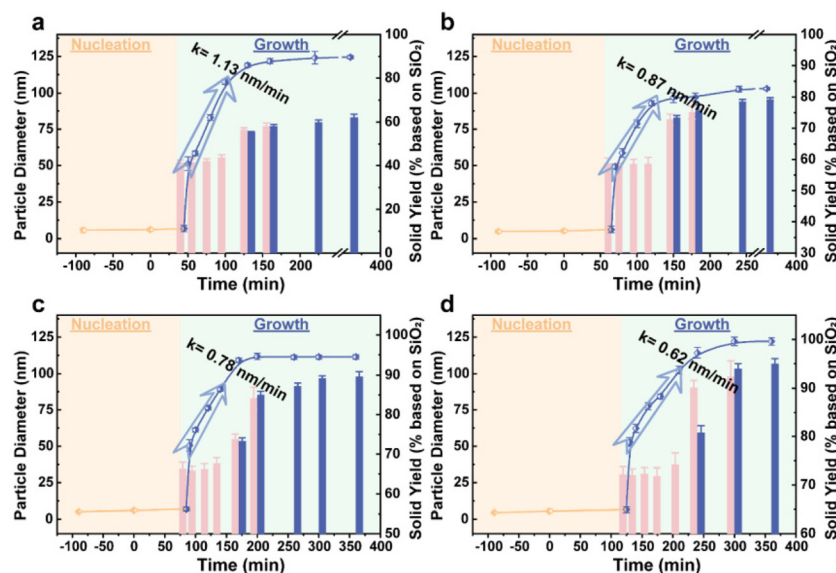 a
Nucleation
Growth
k= 1.13 nm/min
Particle Diameter (nm)
125
100
75
50
25
0
-100 -50 0 50 100 150 200 250 400
Time (min)
100
80
60
40
20
10
Solid Yield (% based on SiO₂)
b
Nucleation
Growth
k= 0.87 nm/min
Particle Diameter (nm)
125
100
75
50
25
0
-100 -50 0 50 100 150 200 250 400
Time (min)
100
90
80
70
60
50
40
30
Solid Yield (% based on SiO₂)
c
Nucleation
Growth
k= 0.78 nm/min
Particle Diameter (nm)
125
100
75
50
25
0
-100 -50 0 50 100 150 200 250 300 350 400
Time (min)
100
90
80
70
60
50
Solid Yield (% based on SiO₂)
d
Nucleation
Growth
k= 0.62 nm/min
Particle Diameter (nm)
125
100
75
50
25
0
-100 -50 0 50 100 150 200 250 300 350 400
Time (min)
100
90
80
70
60
Solid Yield (% based on SiO₂)